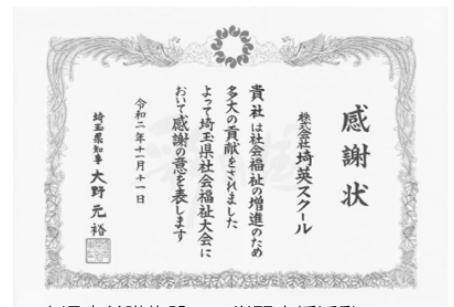 感謝状
株式会社埼英スクール
貴社は社会福祉の増進のため
多大の貢献をされました
よって埼玉県社会福祉大会に
おいて感謝の意を表します
令和二年十一月十一日
埼玉県知事 大野元裕